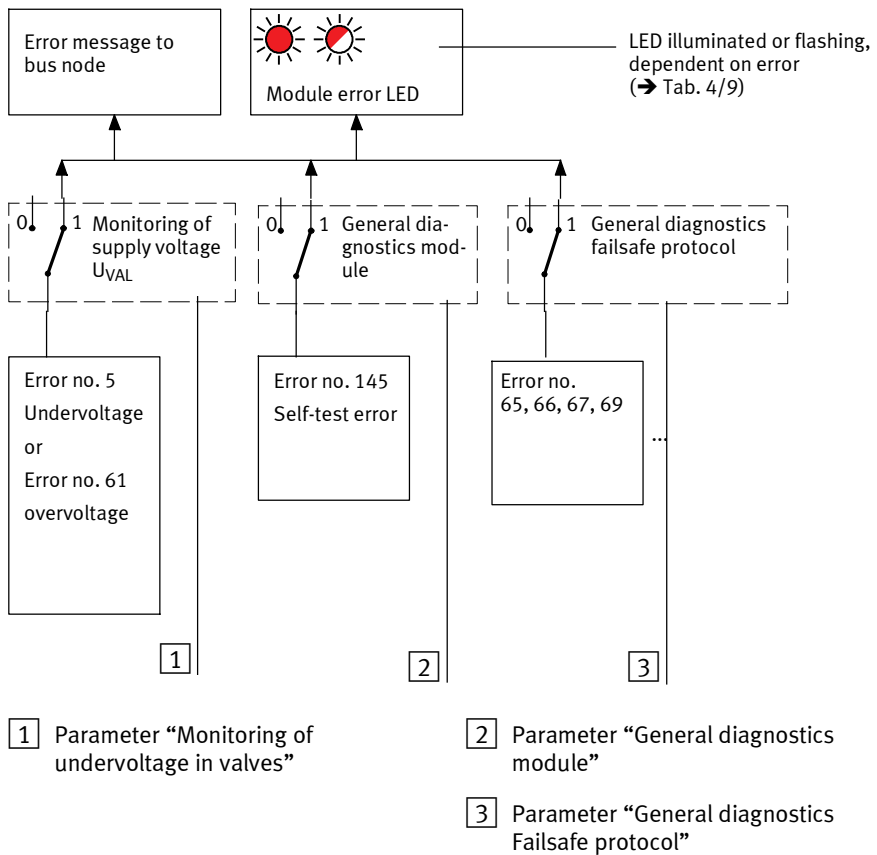 Error message to
bus node
Module error LED
LED illuminated or flashing,
dependent on error
(➔ Tab. 4/9)
0 1 Monitoring of
supply voltage
UVAL
0 1 General dia-
gnostics mod-
ule
0 1 General diagnostics
failsafe protocol
Error no. 5
Undervoltage
or
Error no. 61
overvoltage
Error no. 145
Self-test error
Error no.
65, 66, 67, 69
...
1
2
3
1 Parameter “Monitoring of
undervoltage in valves”
2 Parameter “General diagnostics
module”
3 Parameter “General diagnostics
Failsafe protocol”